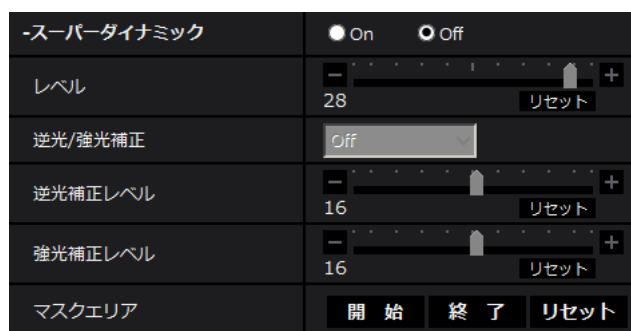 -スーパーダイナミック On Off
レベル
28 リセット
逆光/強光補正 Off
逆光補正レベル
16 リセット
強光補正レベル
16 リセット
マスクエリア 開 始 終 了 リセット